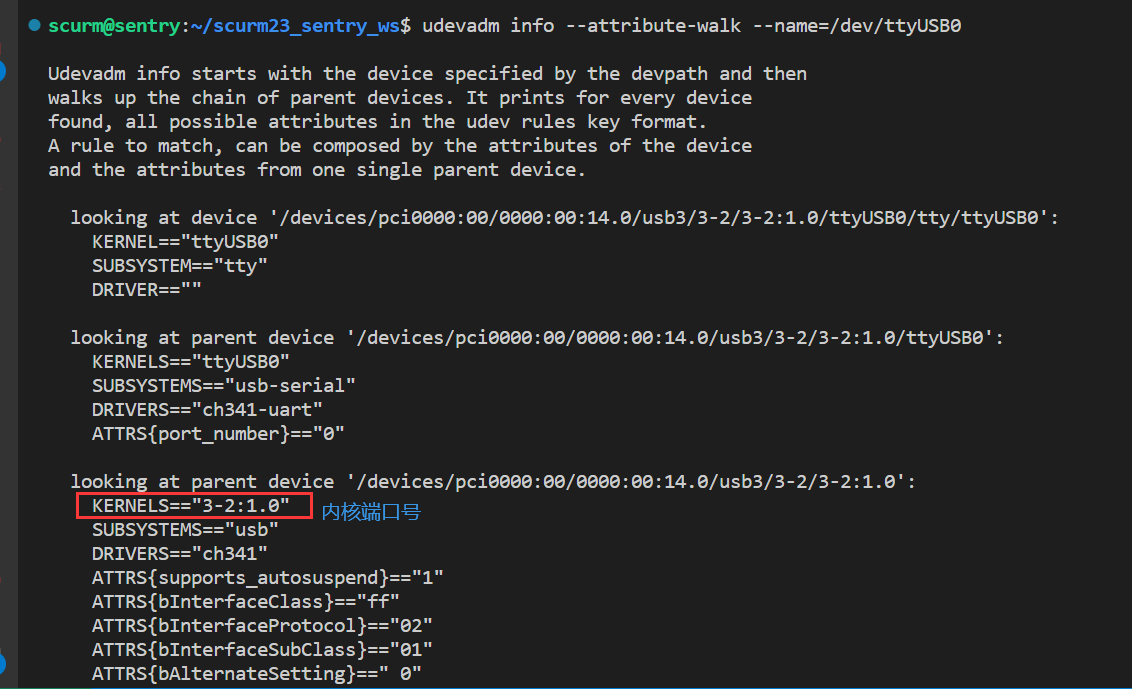 scurm@sentry:~/scurm23_sentry_ws$ udevadm info --attribute-walk --name=/dev/ttyUSB0
Udevadm info starts with the device specified by the devpath and then
walks up the chain of parent devices. It prints for every device
found, all possible attributes in the udev rules key format.
A rule to match, can be composed by the attributes of the device
and the attributes from one single parent device.
looking at device '/devices/pci0000:00/0000:00:14.0/usb3/3-2/3-2:1.0/ttyUSB0/tty/ttyUSB0':
KERNEL=="ttyUSB0"
SUBSYSTEM=="tty"
DRIVER==""
looking at parent device '/devices/pci0000:00/0000:00:14.0/usb3/3-2/3-2:1.0/ttyUSB0':
KERNELS=="ttyUSB0"
SUBSYSTEMS=="usb-serial"
DRIVERS=="ch341-uart"
ATTRS{port_number}=="0"
looking at parent device '/devices/pci0000:00/0000:00:14.0/usb3/3-2/3-2:1.0':
KERNELS=="3-2:1.0" 内核端口号
SUBSYSTEMS=="usb"
DRIVERS=="ch341"
ATTRS{supports_autosuspend}=="1"
ATTRS{bInterfaceClass}=="ff"
ATTRS{bInterfaceProtocol}=="02"
ATTRS{bInterfaceSubClass}=="01"
ATTRS{bAlternateSetting}==" 0"